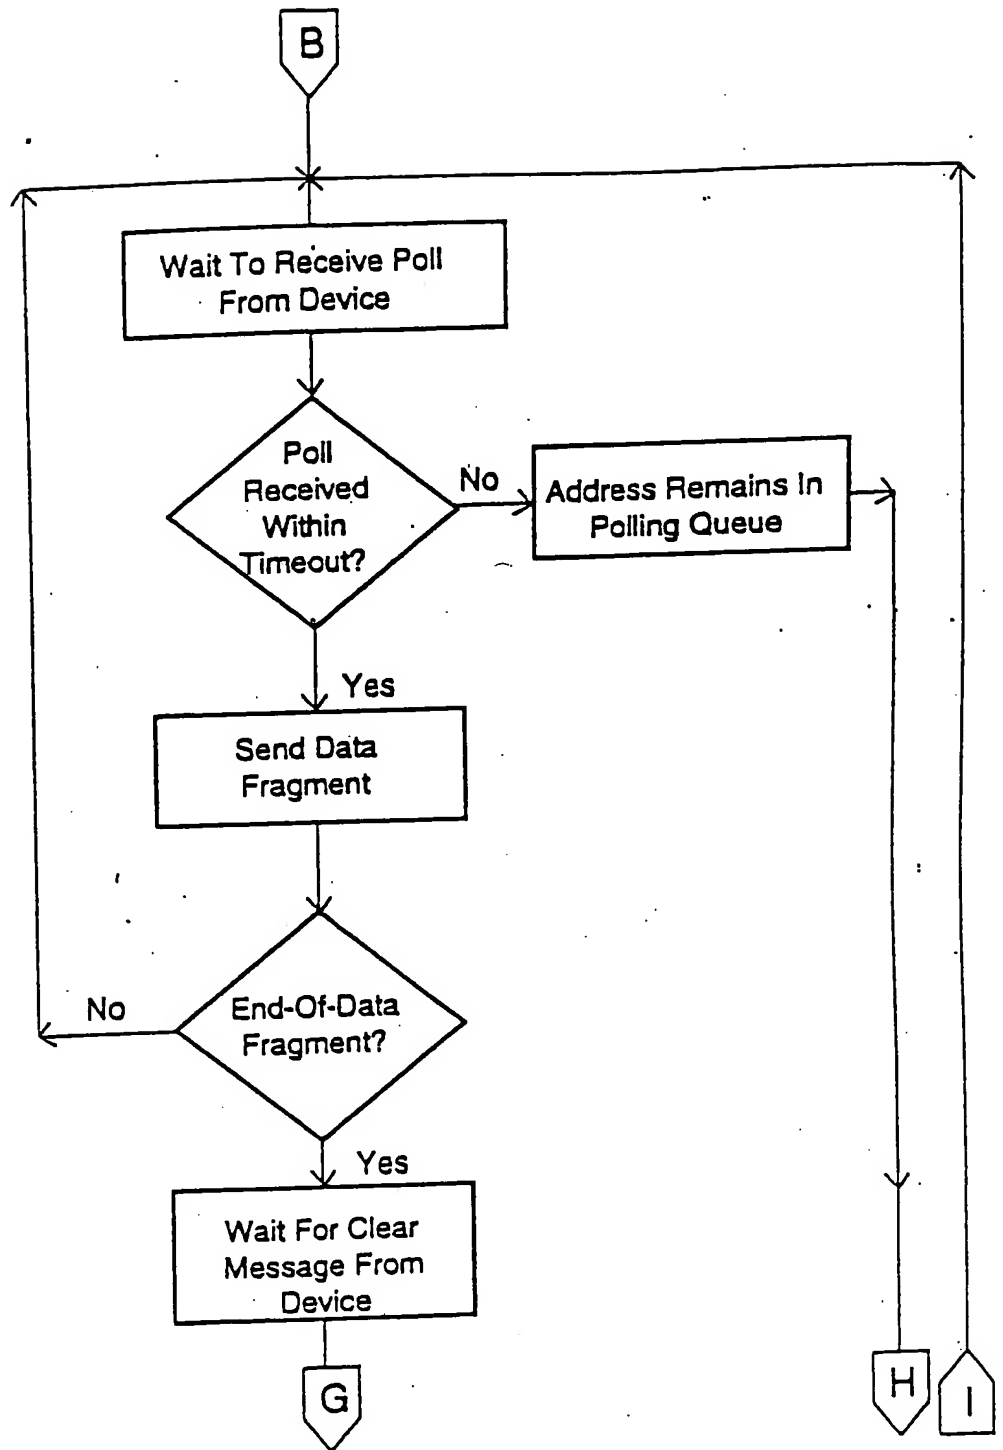 B
Wait To Receive Poll
From Device
Poll
Received
Within
Timeout?
No
Address Remains In
Polling Queue
Yes
Send Data
Fragment
No
End-Of-Data
Fragment?
Yes
Wait For Clear
Message From
Device
G
H
I